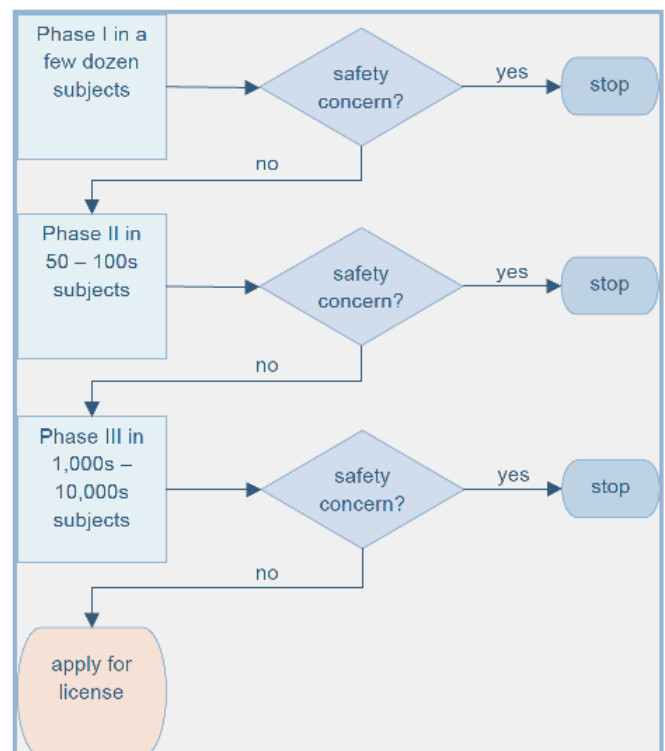 Phase I in a
few dozen
subjects
safety
concern?
yes
stop
no
Phase II in
50 – 100s
subjects
safety
concern?
yes
stop
no
Phase III in
1,000s –
10,000s
subjects
safety
concern?
yes
stop
no
apply for
license